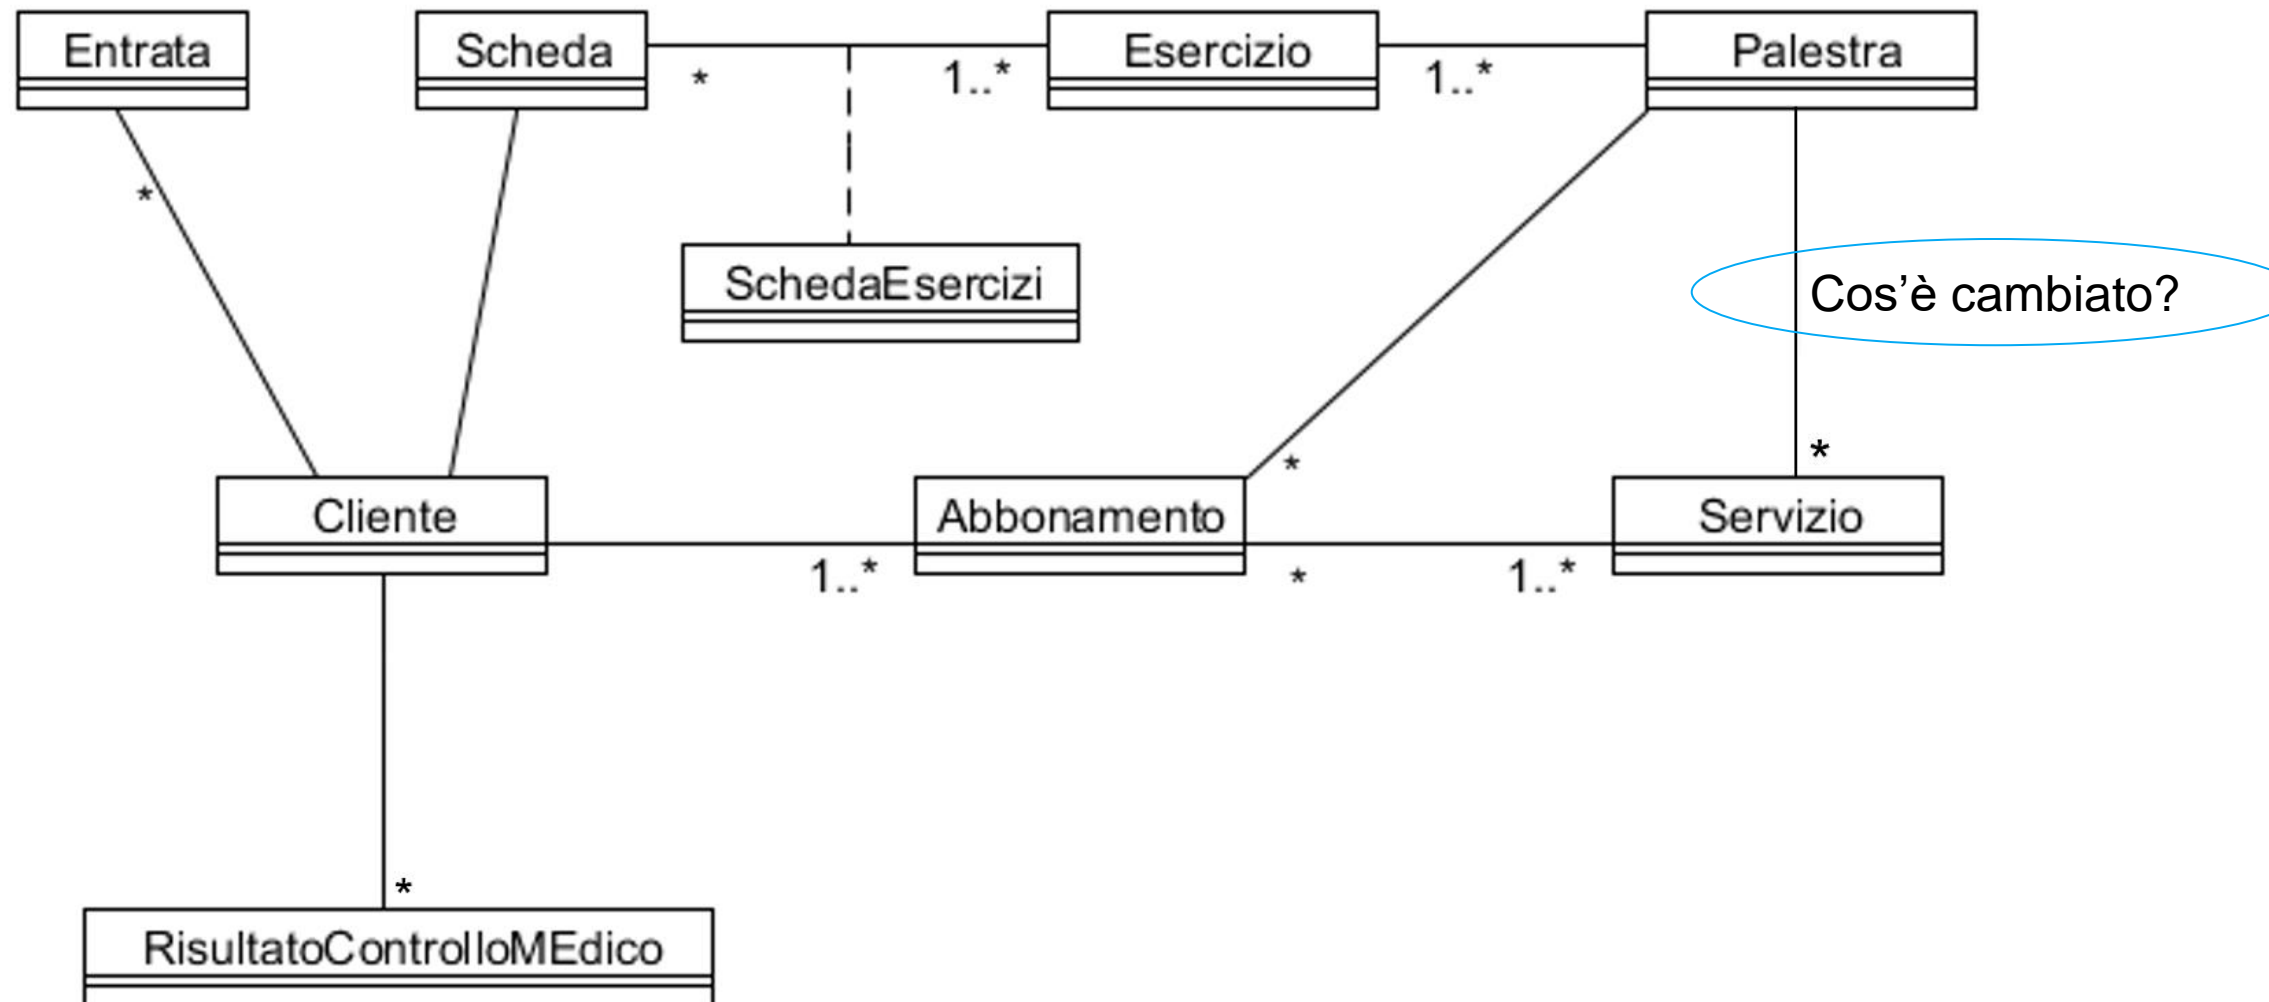 Entrata
Scheda
Esercizio
Palestra
*
1..*
1..*
*
SchedaEsercizi
Cos’è cambiato?
*
*
Cliente
Abbonamento
Servizio
1..*
*
1..*
*
RisultatoControlloMEdico